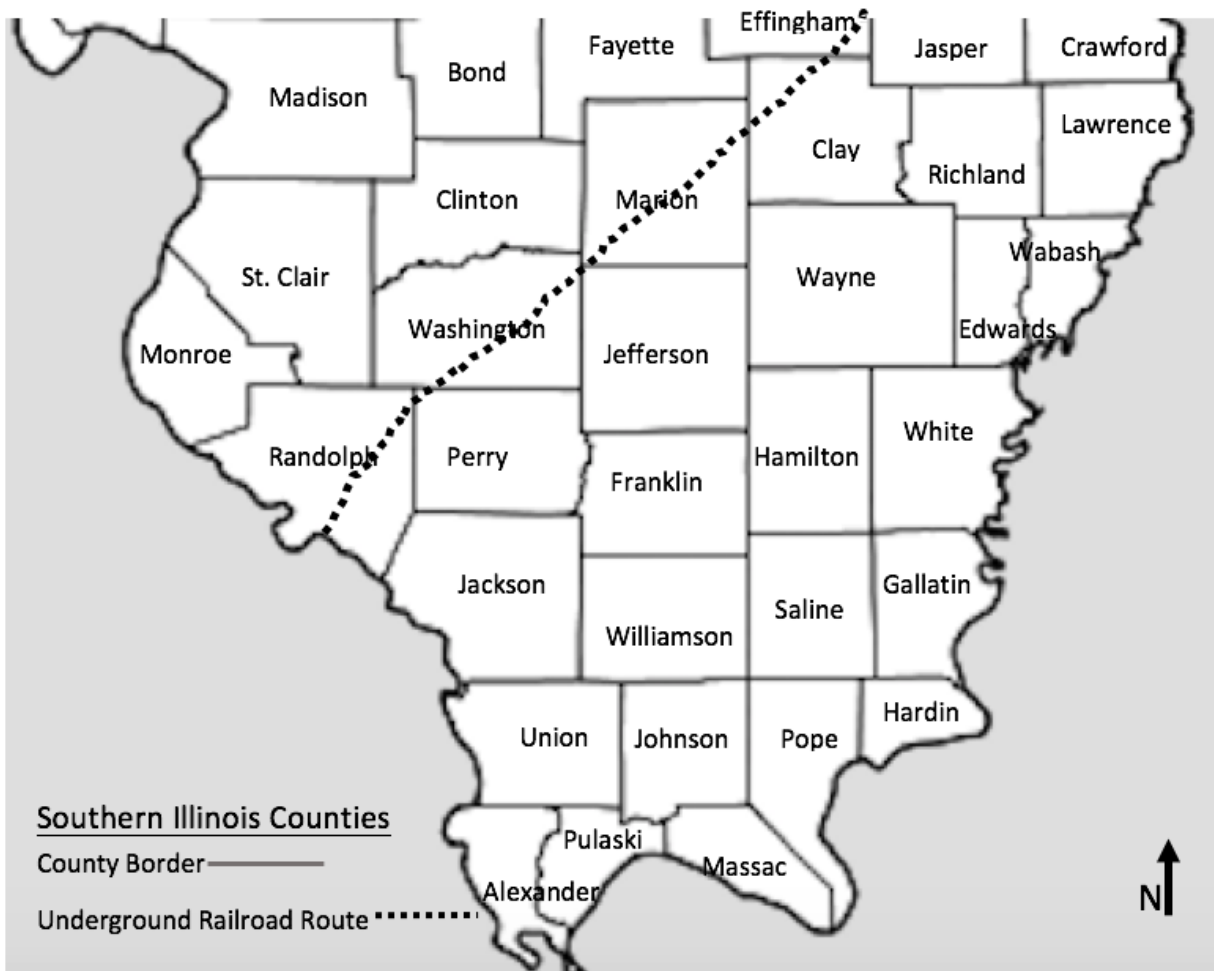 Effingham
Fayette
Jasper
Crawford
Bond
Madison
Lawrence
Clay
Richland
Clinton
Marion
Wabash
St. Clair
Wayne
Washington
Edwards
Monroe
Jefferson
White
Randolph
Perry
Hamilton
Franklin
Jackson
Gallatin
Saline
Williamson
Hardin
Union
Johnson
Pope
Southern Illinois Counties
Pulaski
County Border
Massac
Alexander
Underground Railroad Route
N